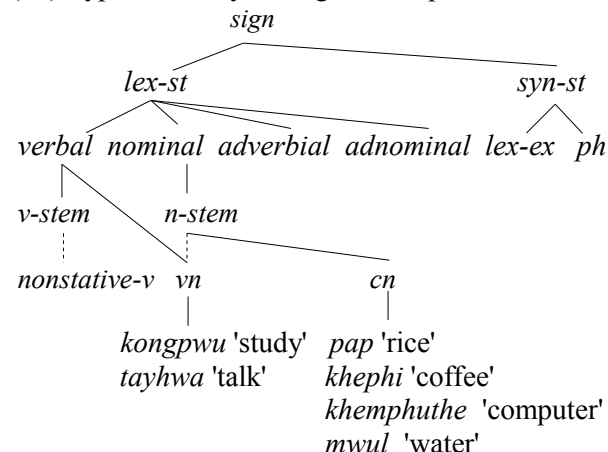 sign
lex-st syn-st
verbal nominal adverbial adnominal lex-ex ph
v-stem n-stem
nonstative-v vn cn
kongpwu 'study' pap 'rice'
tayhwa 'talk' khephi 'coffee'
khemphuthe 'computer'
mwul 'water'